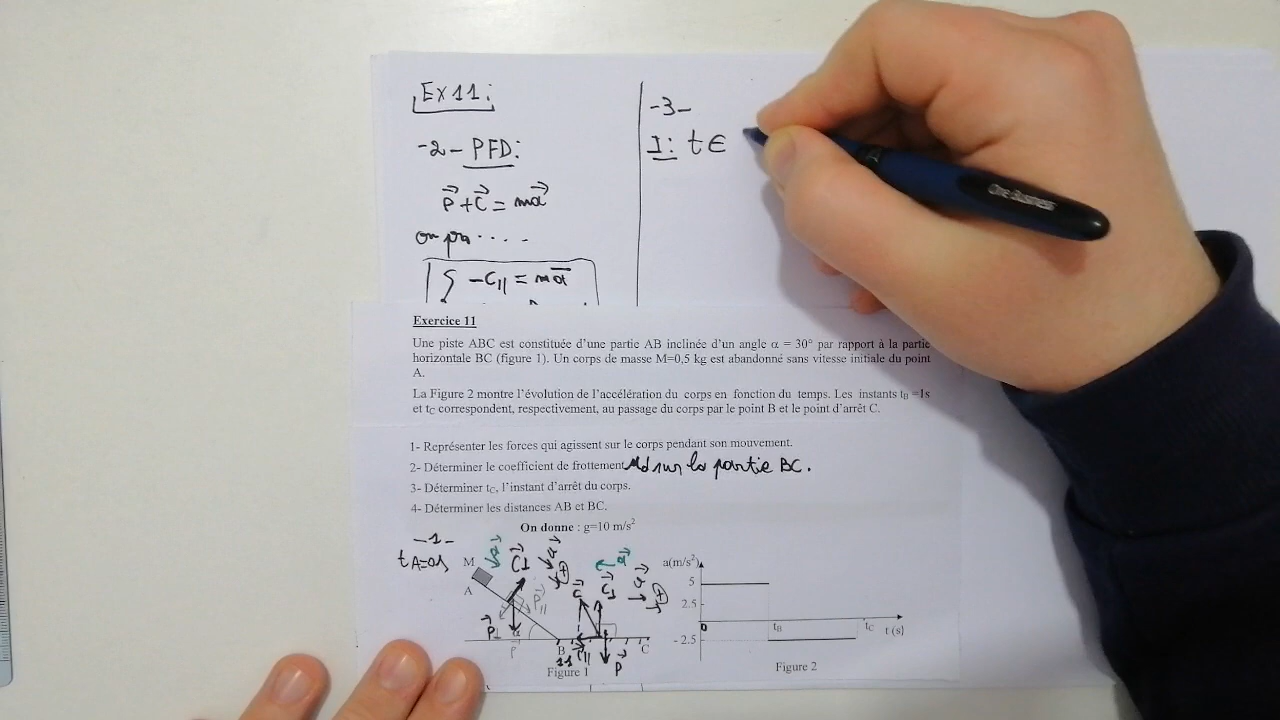 Ex 11:
-2- PFD:
P + C = ma
on pro....
-C// = ma
-3-
I: t ∈
One Business
Exercice 11
Une piste ABC est constituée d'une partie AB inclinée d'un angle α = 30° par rapport à la partie
horizontale BC (figure 1). Un corps de masse M=0,5 kg est abandonné sans vitesse initiale du point
A.
La Figure 2 montre l'évolution de l'accélération du corps en fonction du temps. Les instants tB =1s
et tC correspondent, respectivement, au passage du corps par le point B et le point d'arrêt C.
1- Représenter les forces qui agissent sur le corps pendant son mouvement.
2- Déterminer le coefficient de frottement μd sur la partie BC.
3- Déterminer tC, l'instant d'arrêt du corps.
4- Déterminer les distances AB et BC.
On donne : g=10 m/s²
-1-
tA=0s
M
A
C⊥
P//
P⊥
α
P
B
C
C⊥
C//
P
C
Figure 1
a(m/s²)
5
2.5
0
- 2.5
tB
tC
t (s)
Figure 2